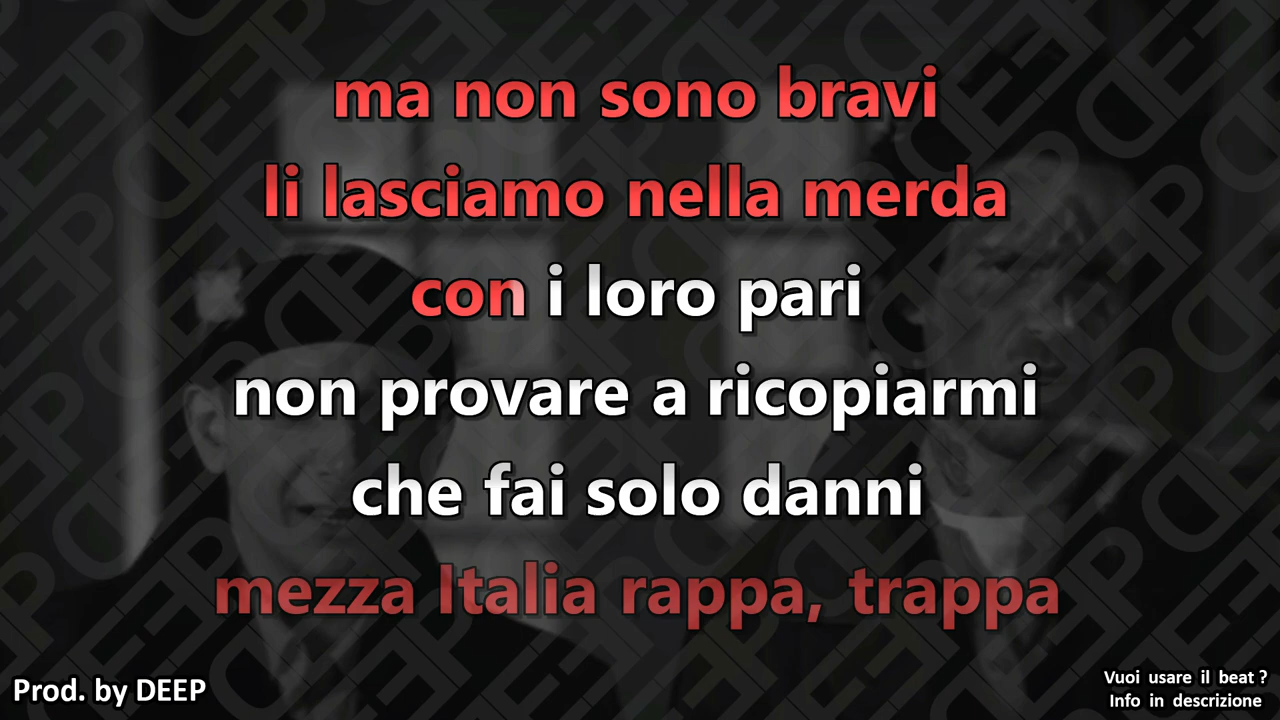 ma non sono bravi
li lasciamo nella merda
con i loro pari
non provare a ricopiarmi
che fai solo danni
mezza Italia rappa, trappa
Prod. by DEEP
Vuoi usare il beat ?
Info in descrizione